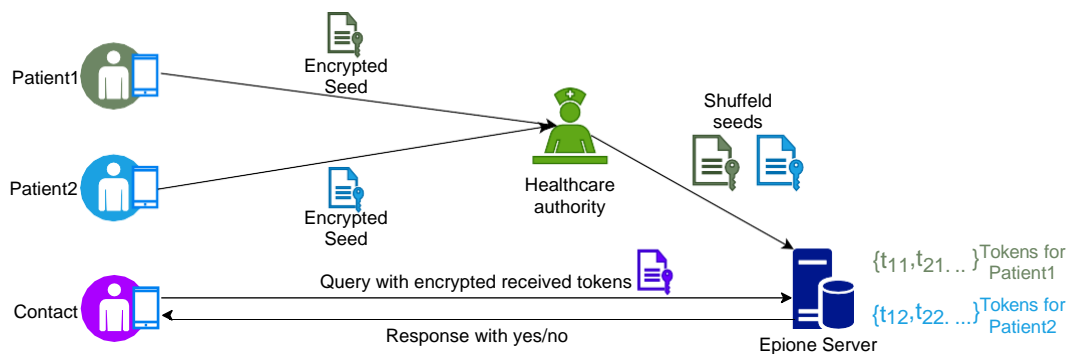 Patient1
Encrypted
Seed
Patient2
Encrypted
Seed
Healthcare
authority
Shuffeld
seeds
Contact
Query with encrypted received tokens
Response with yes/no
Epione Server
{t11,t21. .. }Tokens for
Patient1
{t12,t22. ...}Tokens for
Patient2